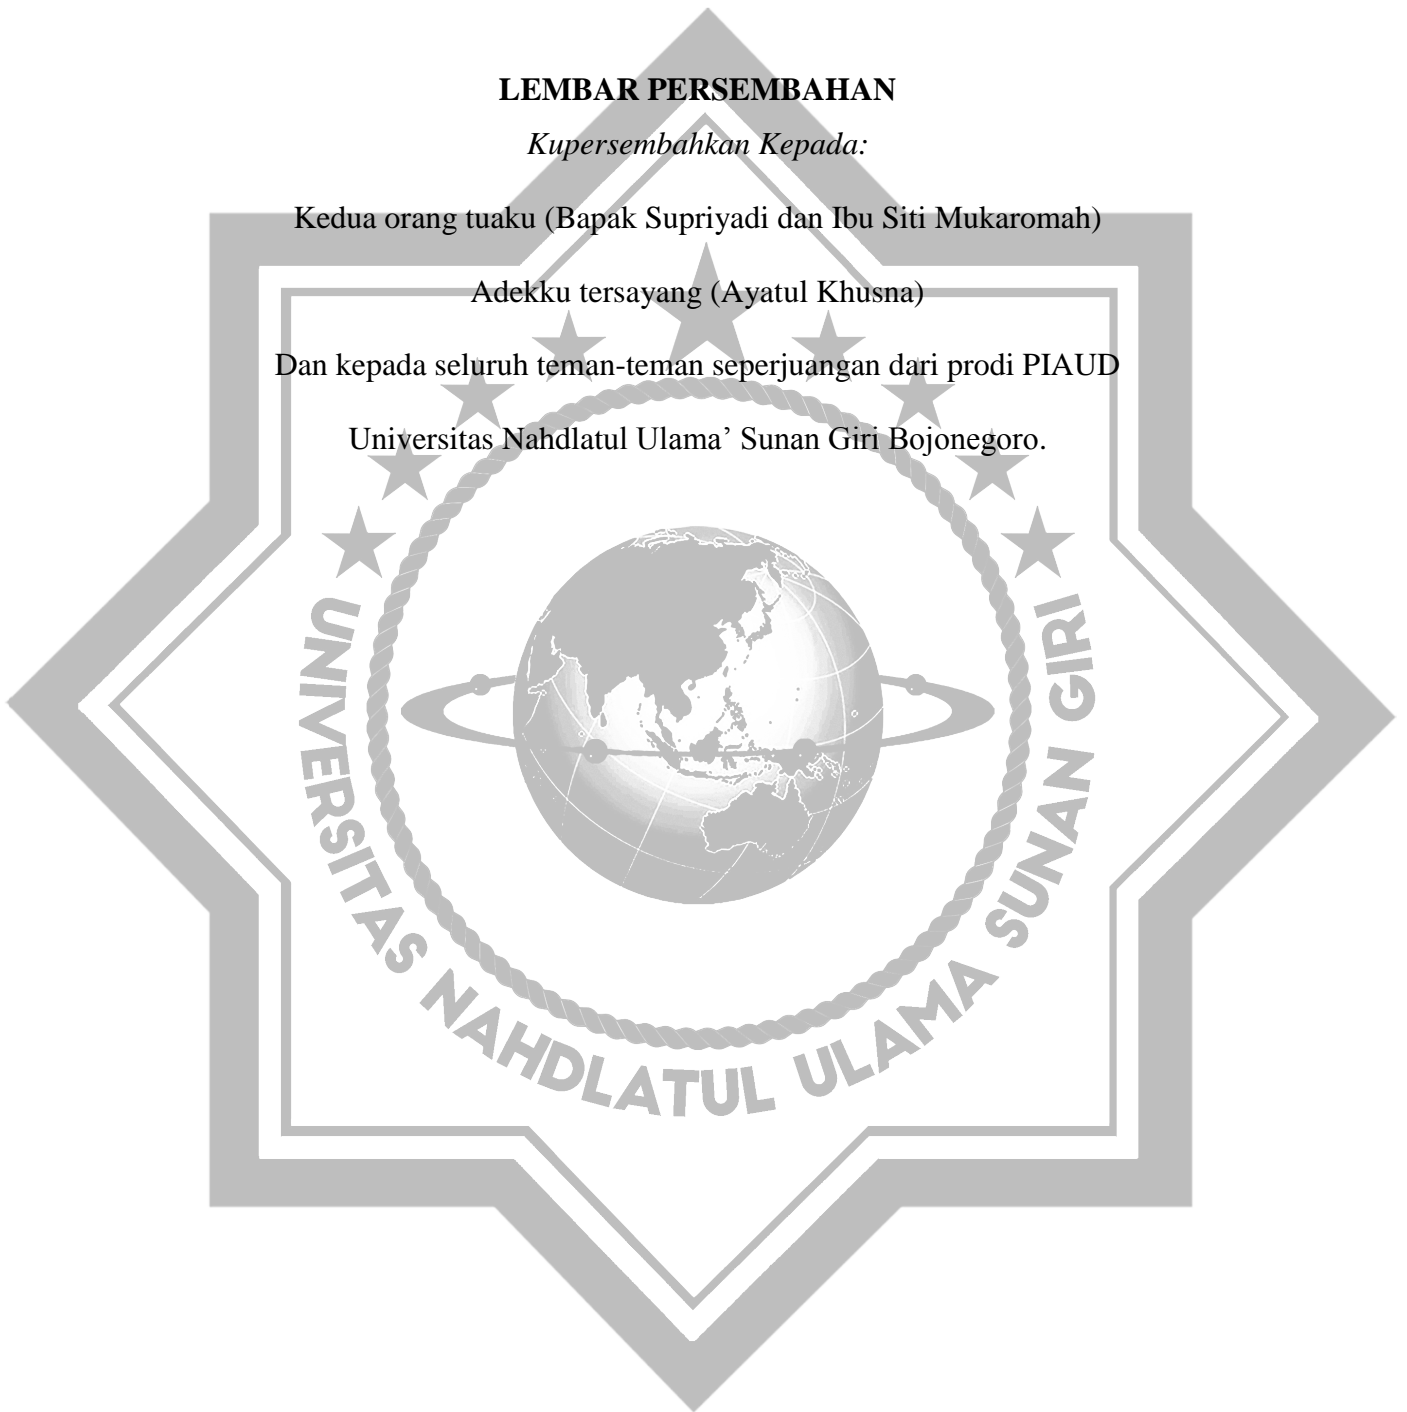 LEMBAR PERSEMBAHAN
Kupersembahkan Kepada:
Kedua orang tuaku (Bapak Supriyadi dan Ibu Siti Mukaromah)
Adekku tersayang (Ayatul Khusna)
Dan kepada seluruh teman-teman seperjuangan dari prodi PIAUD
Universitas Nahdlatul Ulama’ Sunan Giri Bojonegoro.
UNIVERSITAS NAHDLATUL ULAMA SUNAN GIRI